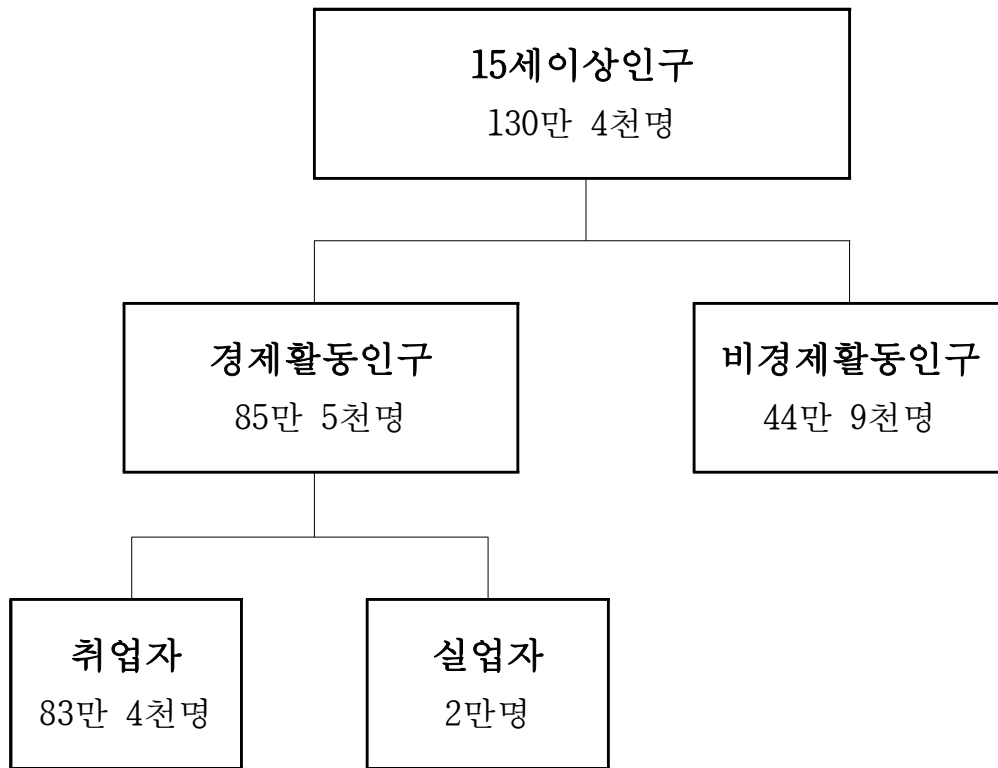 15세이상인구
130만 4천명
경제활동인구
85만 5천명
비경제활동인구
44만 9천명
취업자
83만 4천명
실업자
2만명